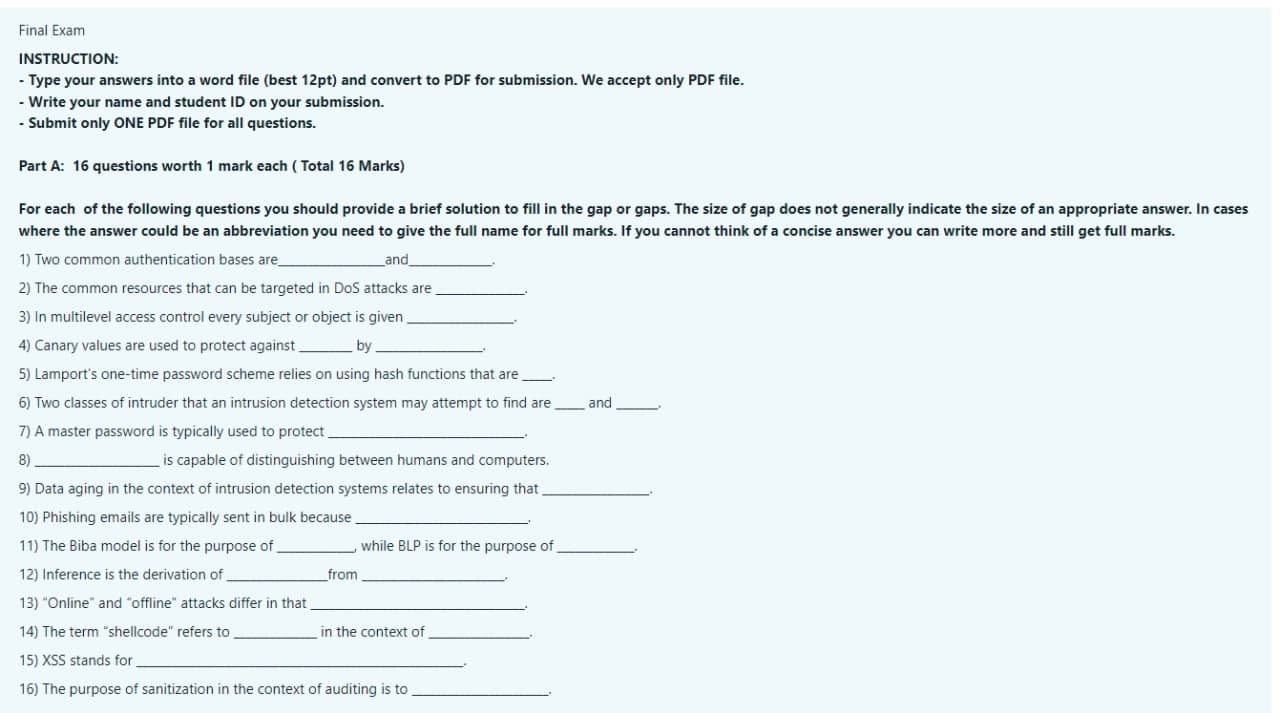 Final Exam
INSTRUCTION:
- Type your answers into a word file (best 12pt) and convert to PDF for submission. We accept only PDF file.
- Write your name and student ID on your submission.
- Submit only ONE PDF file for all questions.
Part A: 16 questions worth 1 mark each ( Total 16 Marks)
For each of the following questions you should provide a brief solution to fill in the gap or gaps. The size of gap does not generally indicate the size of an appropriate answer. In cases
where the answer could be an abbreviation you need to give the full name for full marks. If you cannot think of a concise answer you can write more and still get full marks.
1) Two common authentication bases are_______________and____________.
2) The common resources that can be targeted in DoS attacks are _____________.
3) In multilevel access control every subject or object is given _______________.
4) Canary values are used to protect against _______ by _______________.
5) Lamport's one-time password scheme relies on using hash functions that are ____.
6) Two classes of intruder that an intrusion detection system may attempt to find are ____ and ______.
7) A master password is typically used to protect ____________________________.
8) __________________ is capable of distinguishing between humans and computers.
9) Data aging in the context of intrusion detection systems relates to ensuring that _______________.
10) Phishing emails are typically sent in bulk because _________________________.
11) The Biba model is for the purpose of ___________, while BLP is for the purpose of ___________.
12) Inference is the derivation of ______________from _____________________.
13) "Online" and "offline" attacks differ in that _______________________________.
14) The term "shellcode" refers to ____________ in the context of ______________.
15) XSS stands for _______________________________________________.
16) The purpose of sanitization in the context of auditing is to ____________________.